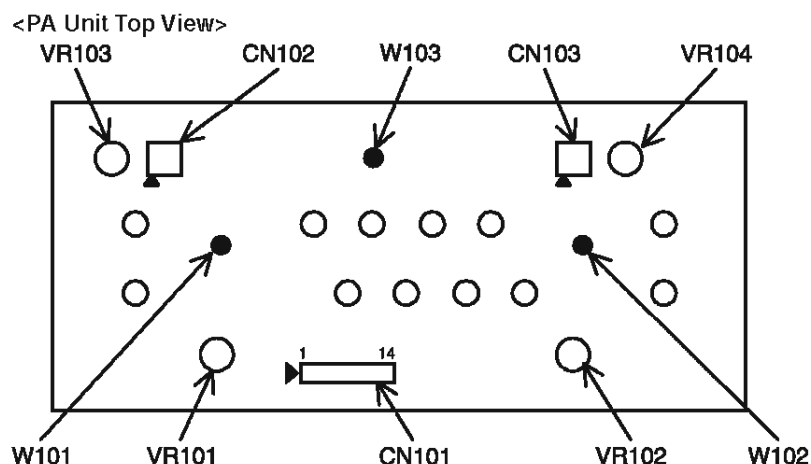 <PA Unit Top View>
VR103 CN102 W103 CN103 VR104
1 14
W101 VR101 CN101 VR102 W102